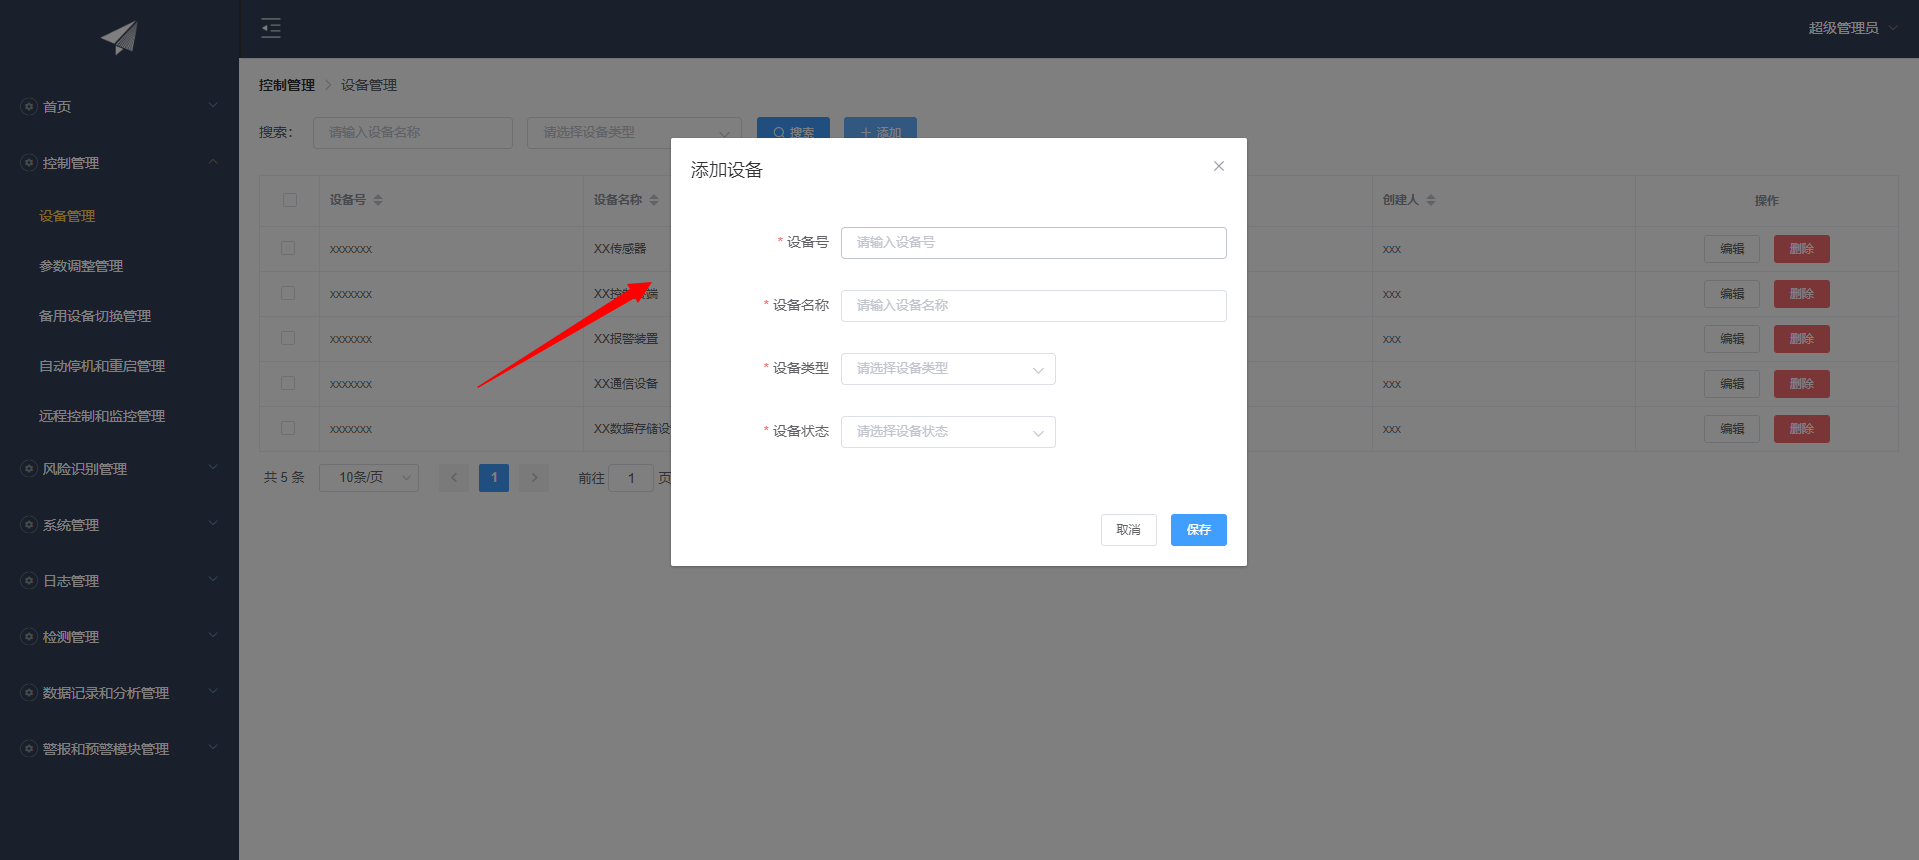 超级管理员
首页
控制管理
设备管理
参数调整管理
备用设备切换管理
自动停机和重启管理
远程控制和监控管理
风险识别管理
系统管理
日志管理
检测管理
数据记录和分析管理
警报和预警模块管理
控制管理 设备管理
搜索: 请输入设备名称 请选择设备类型 搜索 添加
设备号 设备名称 创建人 操作
xxxxxxx XX传感器 xxx 编辑 删除
xxxxxxx xxx 编辑 删除
xxxxxxx XX报警装置 xxx 编辑 删除
xxxxxxx XX通信设备 xxx 编辑 删除
xxxxxxx XX数据存储设 xxx 编辑 删除
共 5 条 10条/页 1 前往 1 页
添加设备
* 设备号 请输入设备号
* 设备名称 请输入设备名称
* 设备类型 请选择设备类型
* 设备状态 请选择设备状态
取消 保存